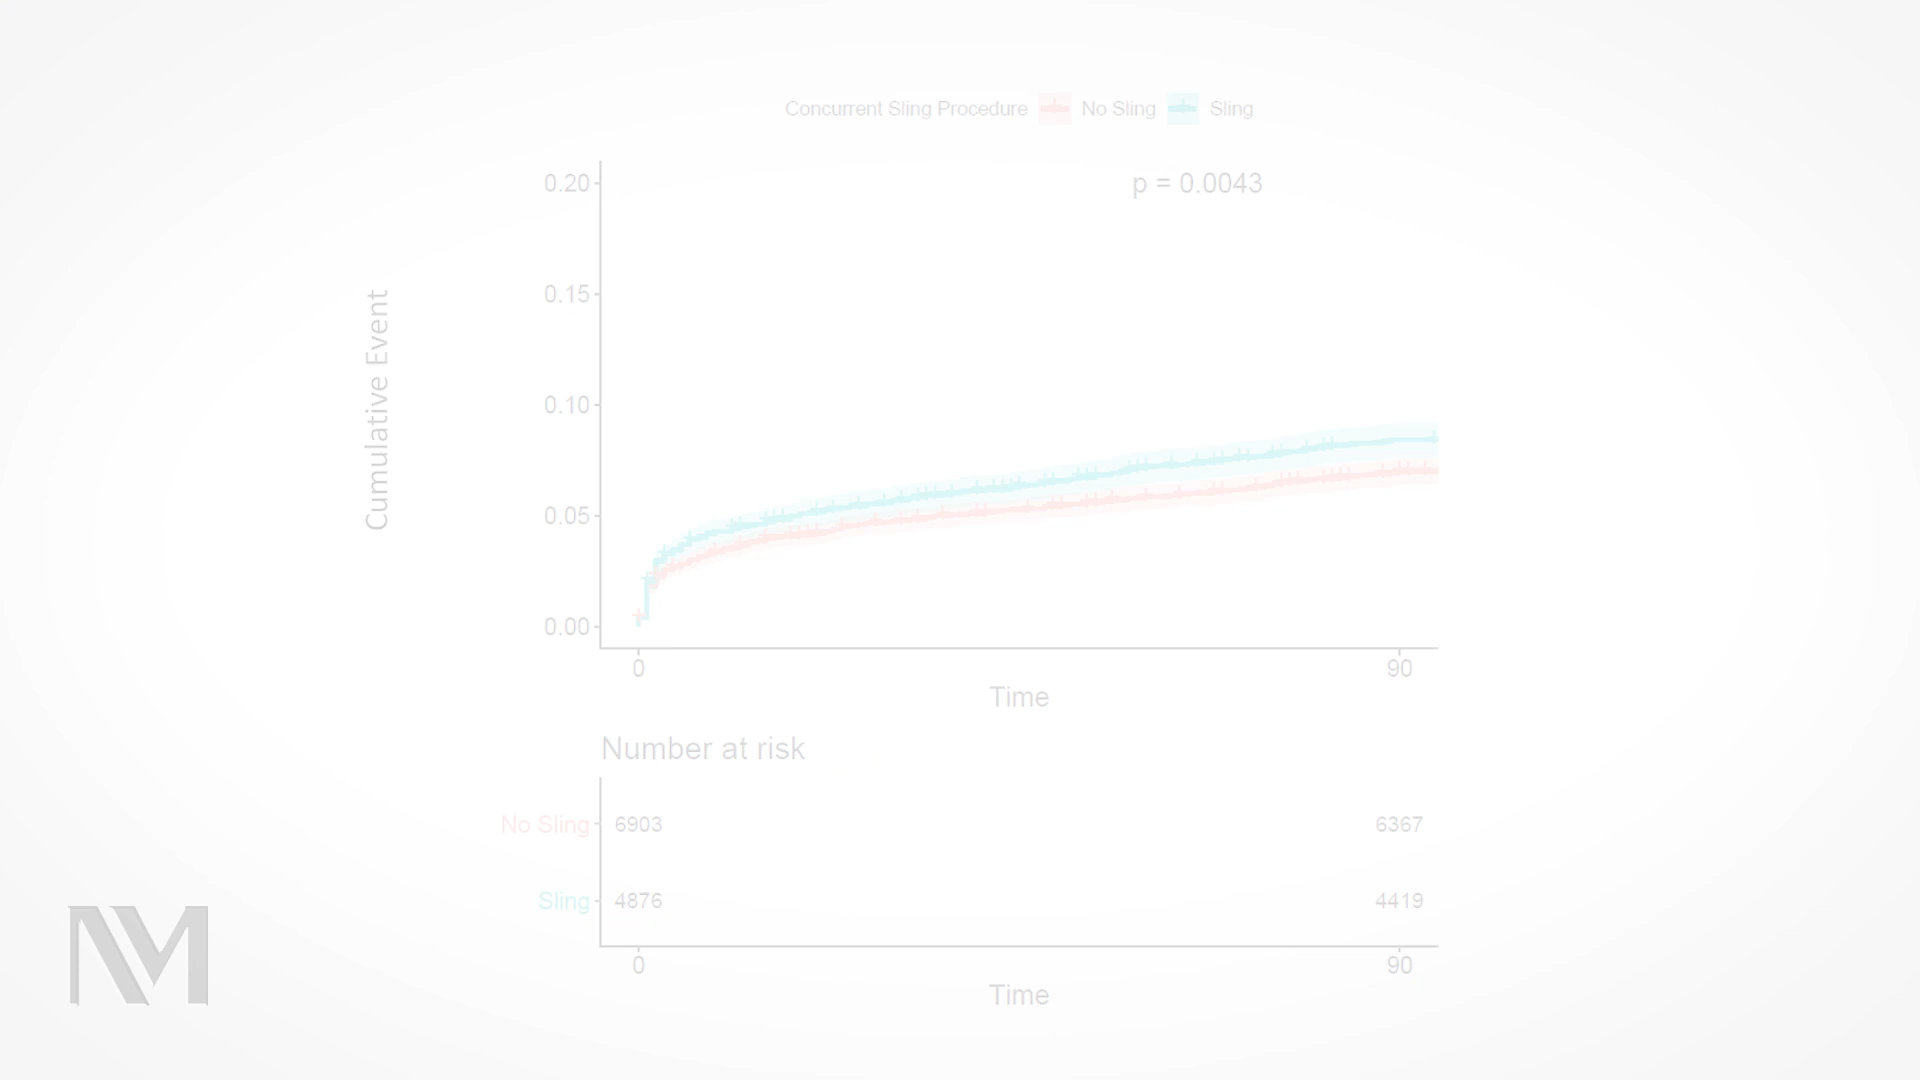 Concurrent Sling Procedure No Sling Sling
p = 0.0043
0.20
0.15
0.10
0.05
0.00
Cumulative Event
0 90
Time
Number at risk
No Sling 6903 6367
Sling 4876 4419
0 90
Time
NM